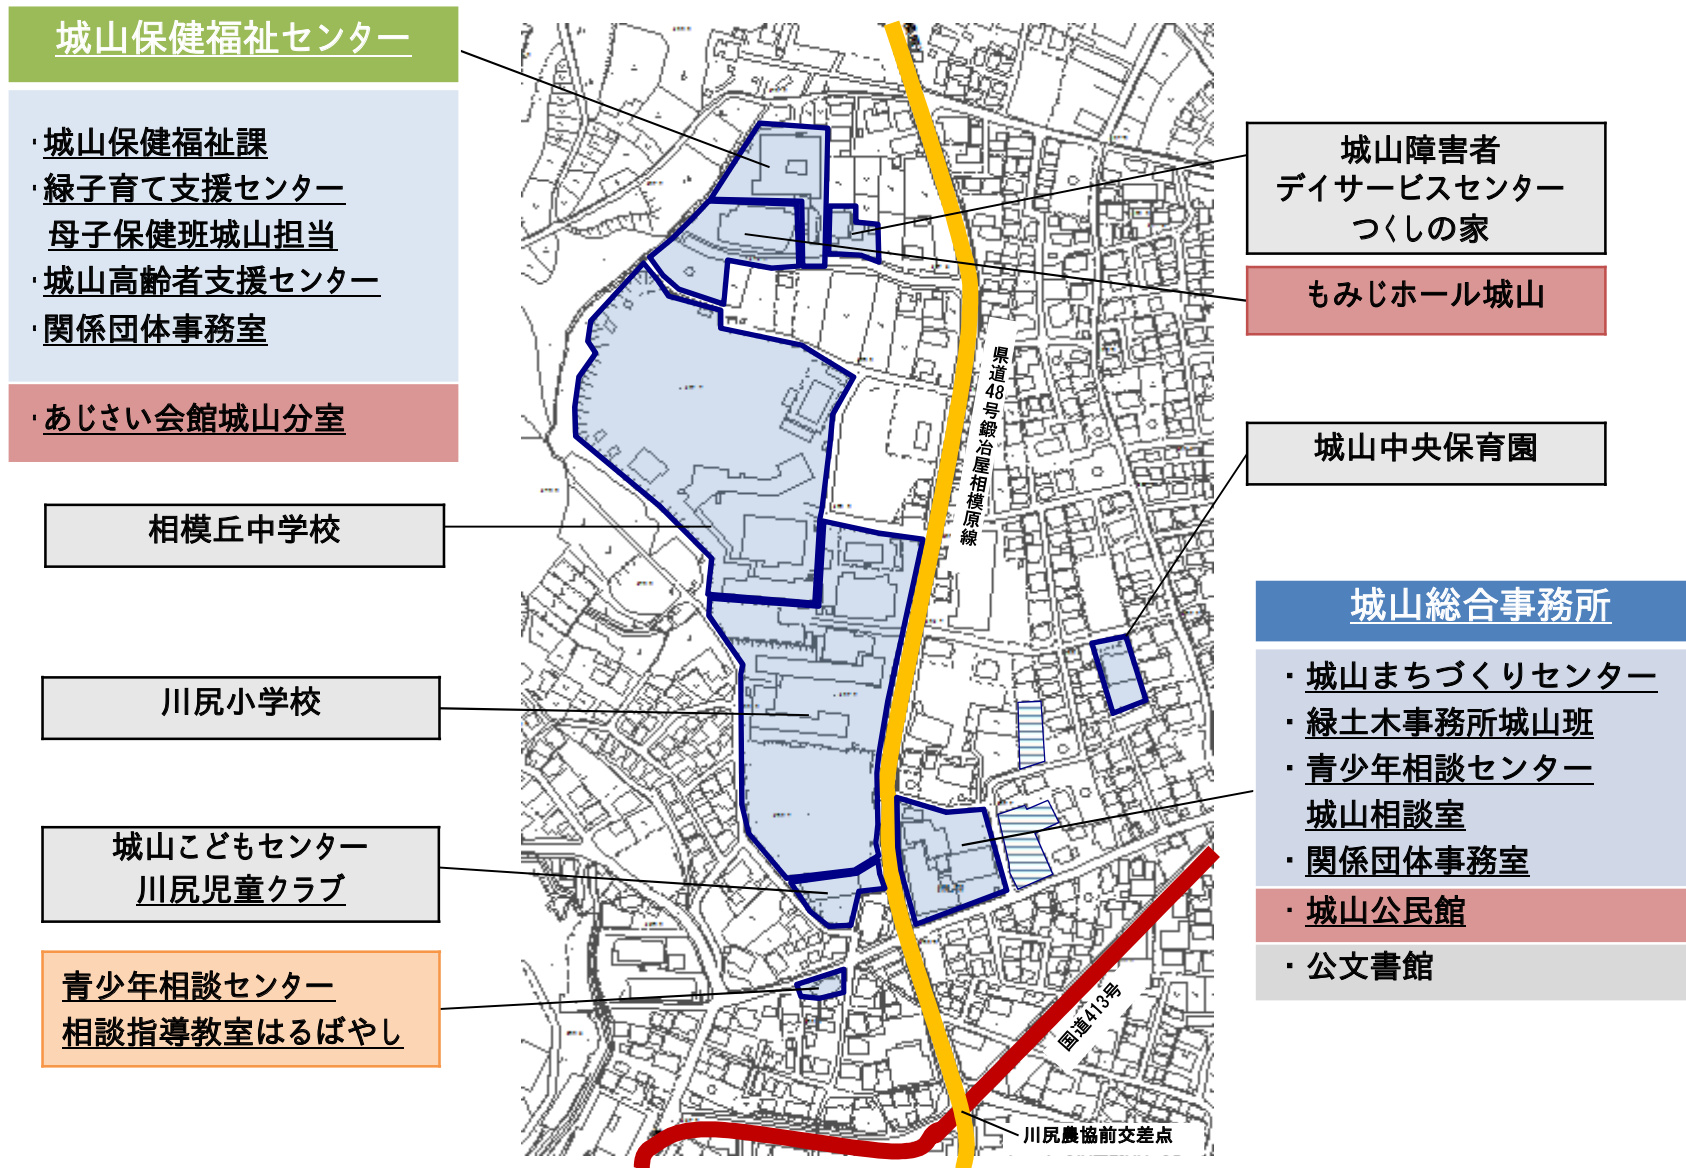 城山保健福祉センター
・城山保健福祉課
・緑子育て支援センター
母子保健班城山担当
・城山高齢者支援センター
・関係団体事務室
・あじさい会館城山分室
相模丘中学校
川尻小学校
城山こどもセンター
川尻児童クラブ
青少年相談センター
相談指導教室はるばやし
県道48号鍛冶屋相模原線
国道413号
川尻農協前交差点
城山障害者
デイサービスセンター
つくしの家
もみじホール城山
城山中央保育園
城山総合事務所
・城山まちづくりセンター
・緑土木事務所城山班
・青少年相談センター
城山相談室
・関係団体事務室
・城山公民館
・公文書館